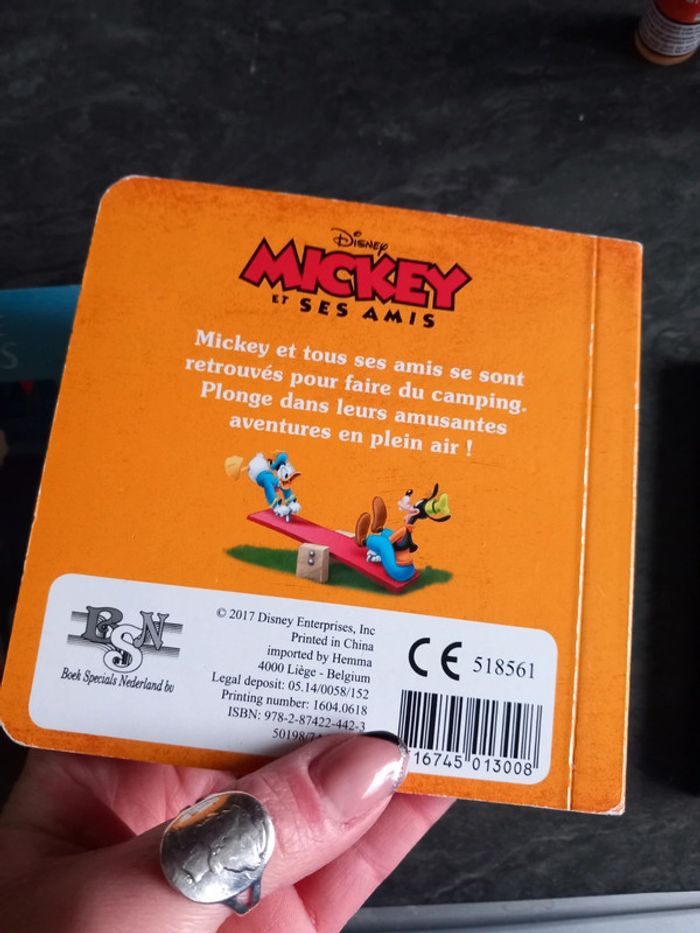 Disney
MICKEY
ET SES AMIS
Mickey et tous ses amis se sont
retrouvés pour faire du camping.
Plonge dans leurs amusantes
aventures en plein air !
BSN
Boek Specials Nederland bv
© 2017 Disney Enterprises, Inc
Printed in China
imported by Hemma
4000 Liège - Belgium
Legal deposit: 05.14/0058/152
Printing number: 1604.0618
ISBN: 978-2-87422-442-3
CE 518561
16745 013008